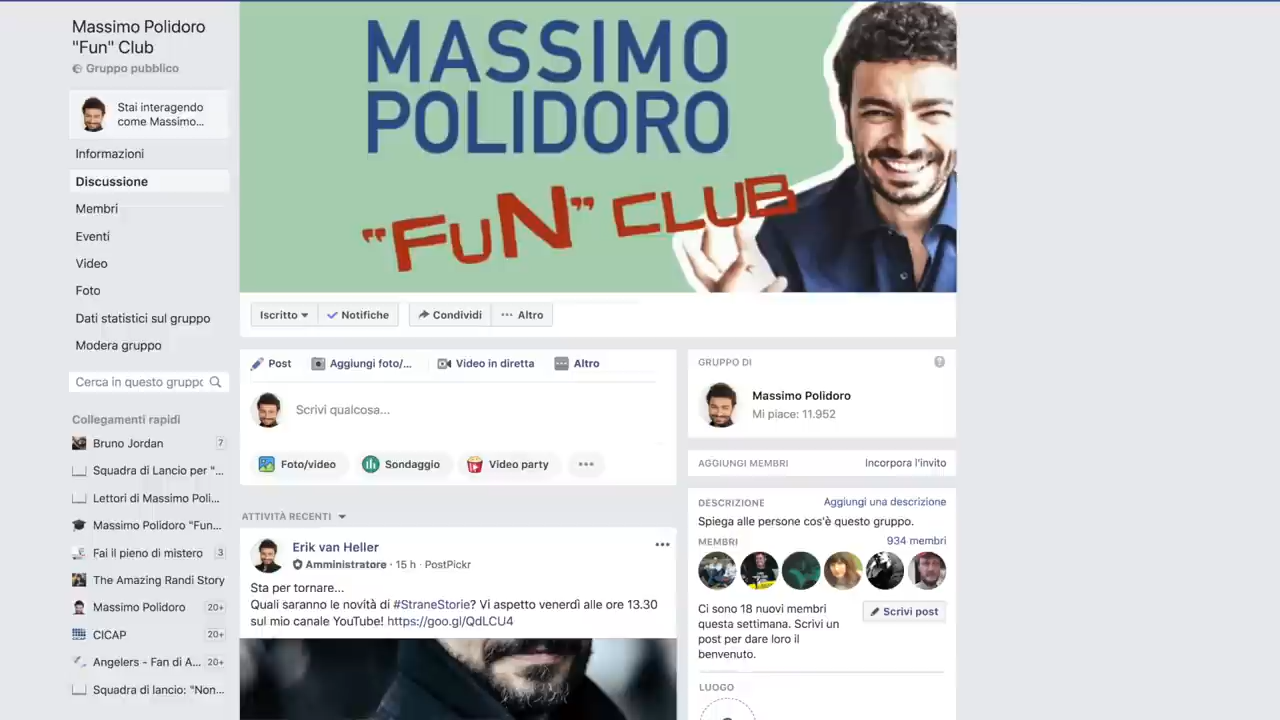 Massimo Polidoro
"Fun" Club
Gruppo pubblico
Stai interagendo
come Massimo...
Informazioni
Discussione
Membri
Eventi
Video
Foto
Dati statistici sul gruppo
Modera gruppo
Cerca in questo gruppo
Collegamenti rapidi
Bruno Jordan 7
Squadra di Lancio per "...
Lettori di Massimo Poli...
Massimo Polidoro "Fun...
Fai il pieno di mistero 3
The Amazing Randi Story
Massimo Polidoro 20+
CICAP 20+
Angelers - Fan di A... 20+
Squadra di lancio: "Non...
MASSIMO
POLIDORO
"FuN" CLUB
Iscritto Notifiche Condividi Altro
Post Aggiungi foto/... Video in diretta Altro
Scrivi qualcosa...
Foto/video Sondaggio Video party
ATTIVITÀ RECENTI
Erik van Heller
Amministratore · 15 h · PostPickr
Sta per tornare...
Quali saranno le novità di #StraneStorie? Vi aspetto venerdì alle ore 13.30
sul mio canale YouTube! https://goo.gl/QdLCU4
GRUPPO DI
Massimo Polidoro
Mi piace: 11.952
AGGIUNGI MEMBRI Incorpora l'invito
DESCRIZIONE Aggiungi una descrizione
Spiega alle persone cos'è questo gruppo.
MEMBRI 934 membri
Ci sono 18 nuovi membri
questa settimana. Scrivi un
post per dare loro il
benvenuto.
Scrivi post
LUOGO